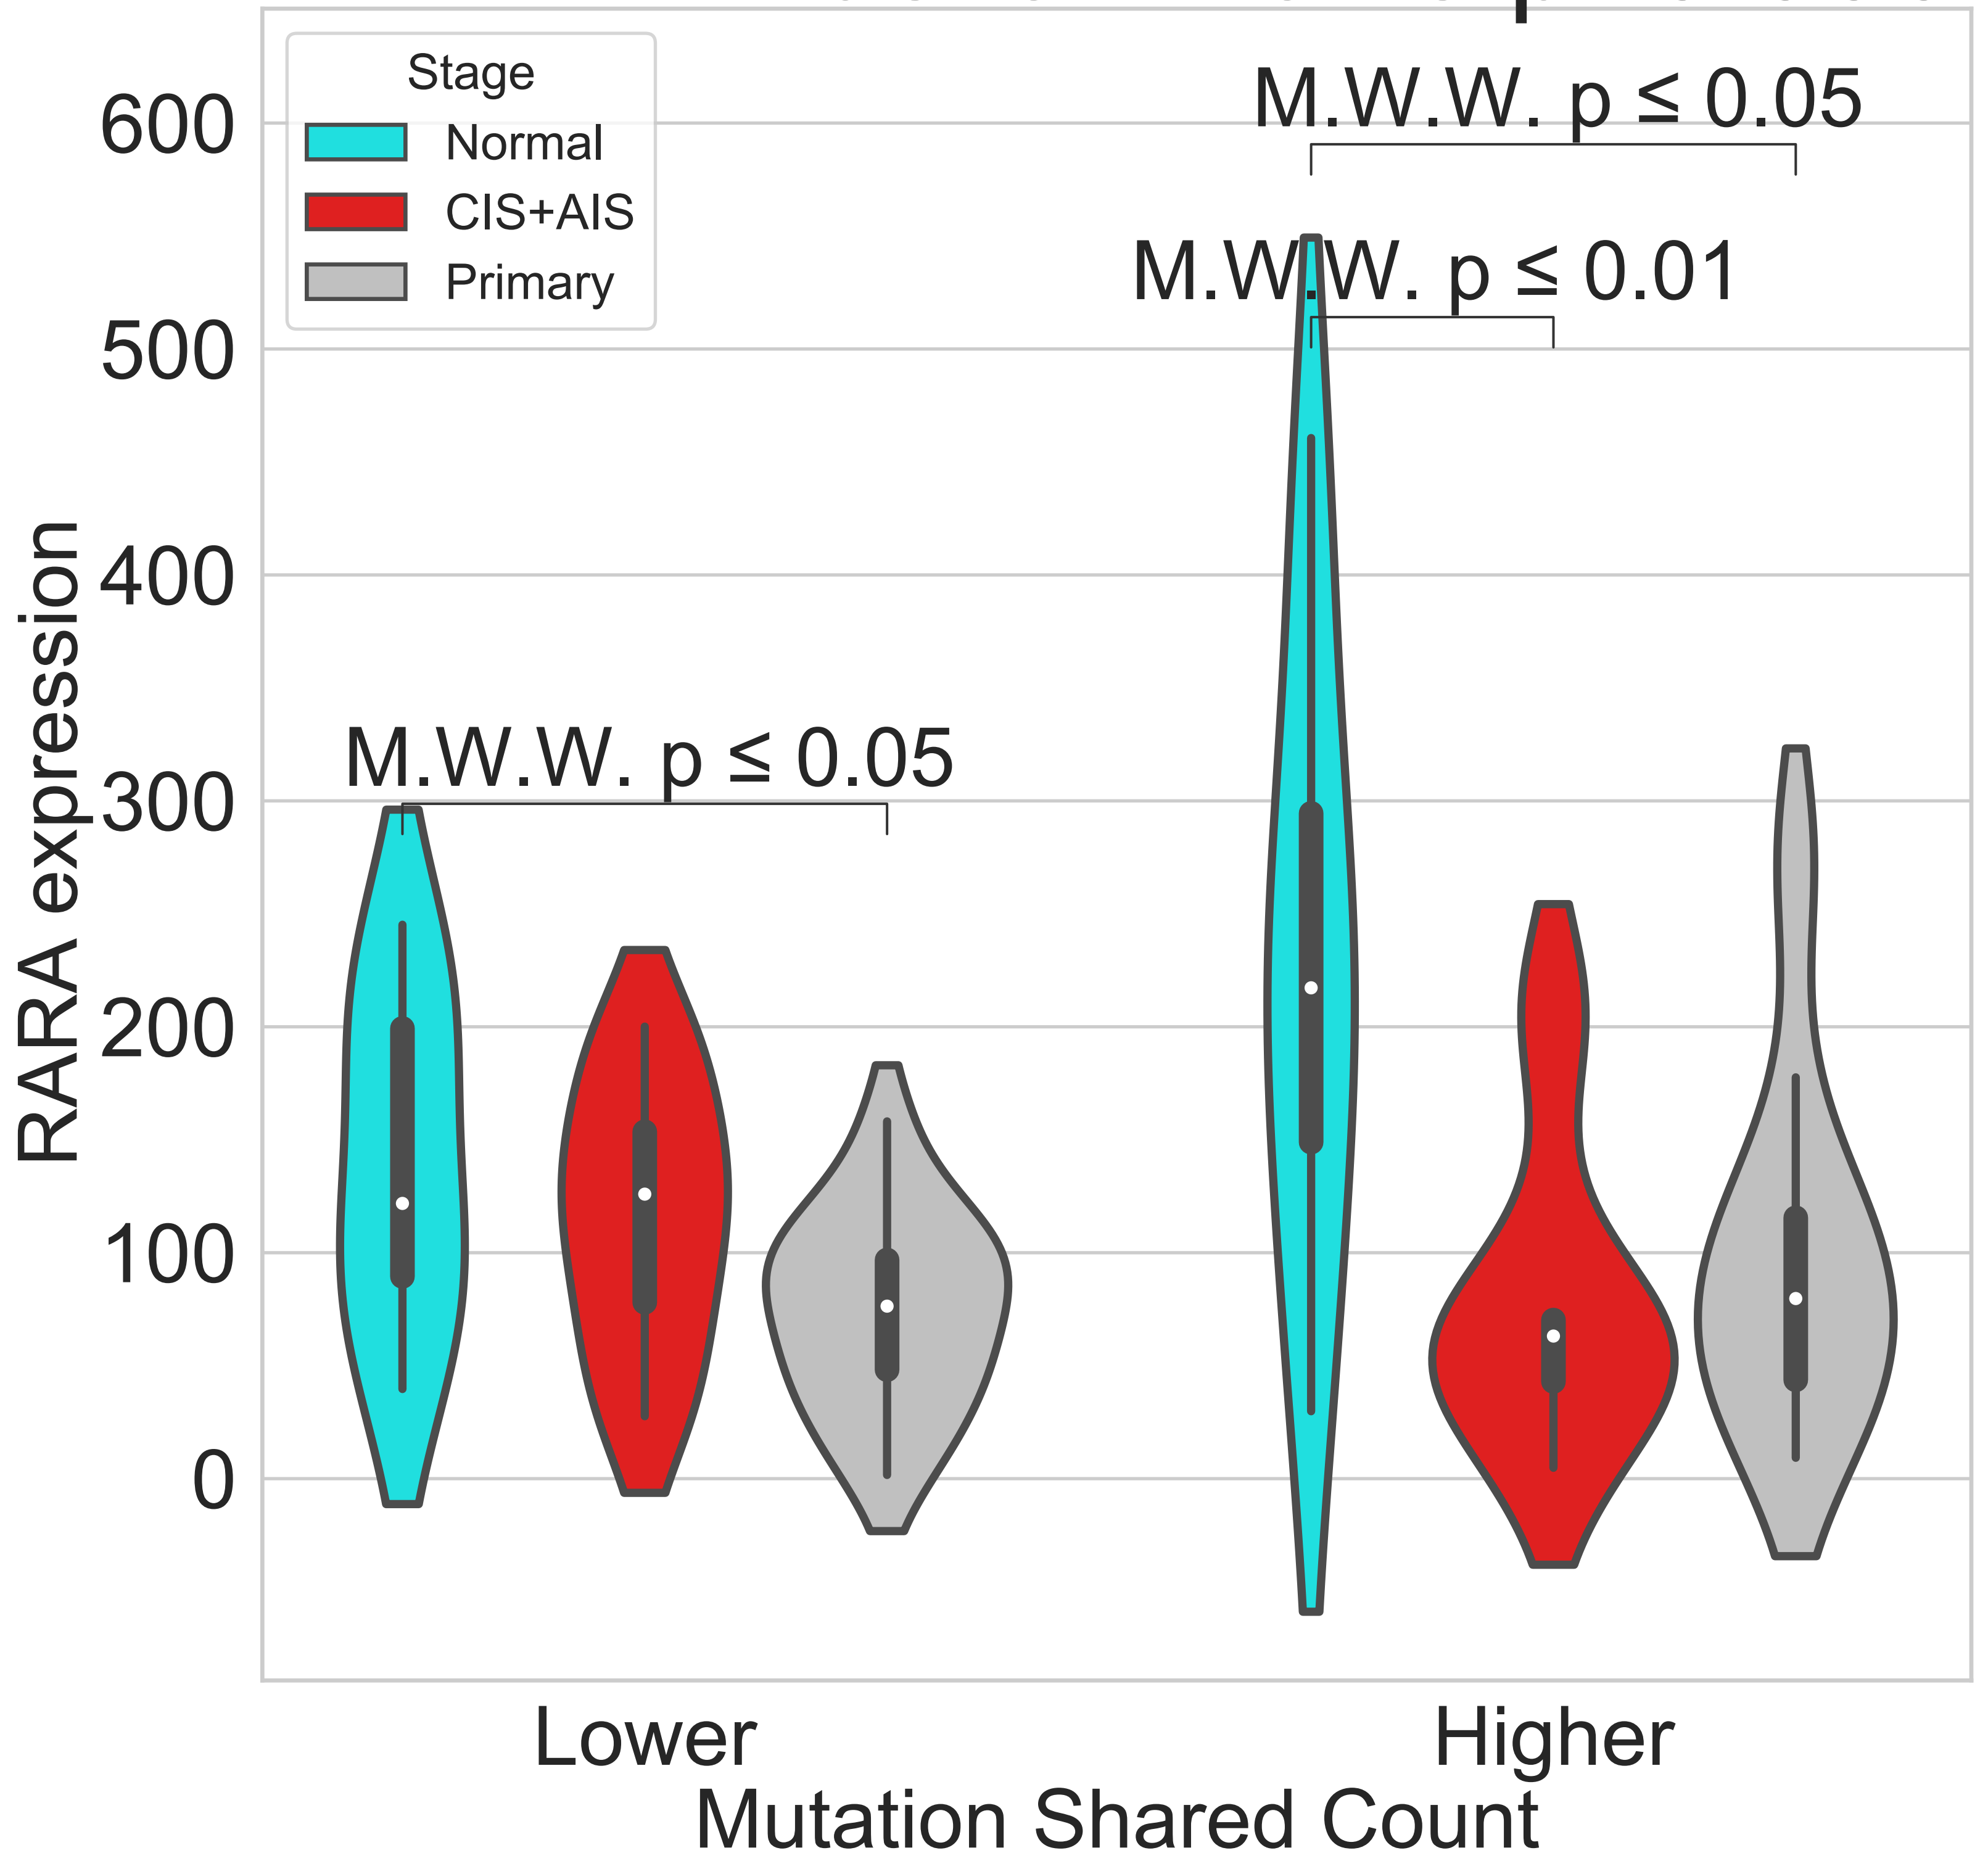 Stage
Normal
CIS+AIS
Primary
M.W.W. p ≤ 0.05
M.W.W. p ≤ 0.01
M.W.W. p ≤ 0.05
600
500
400
300
200
100
0
RARA expression
Lower
Higher
Mutation Shared Count